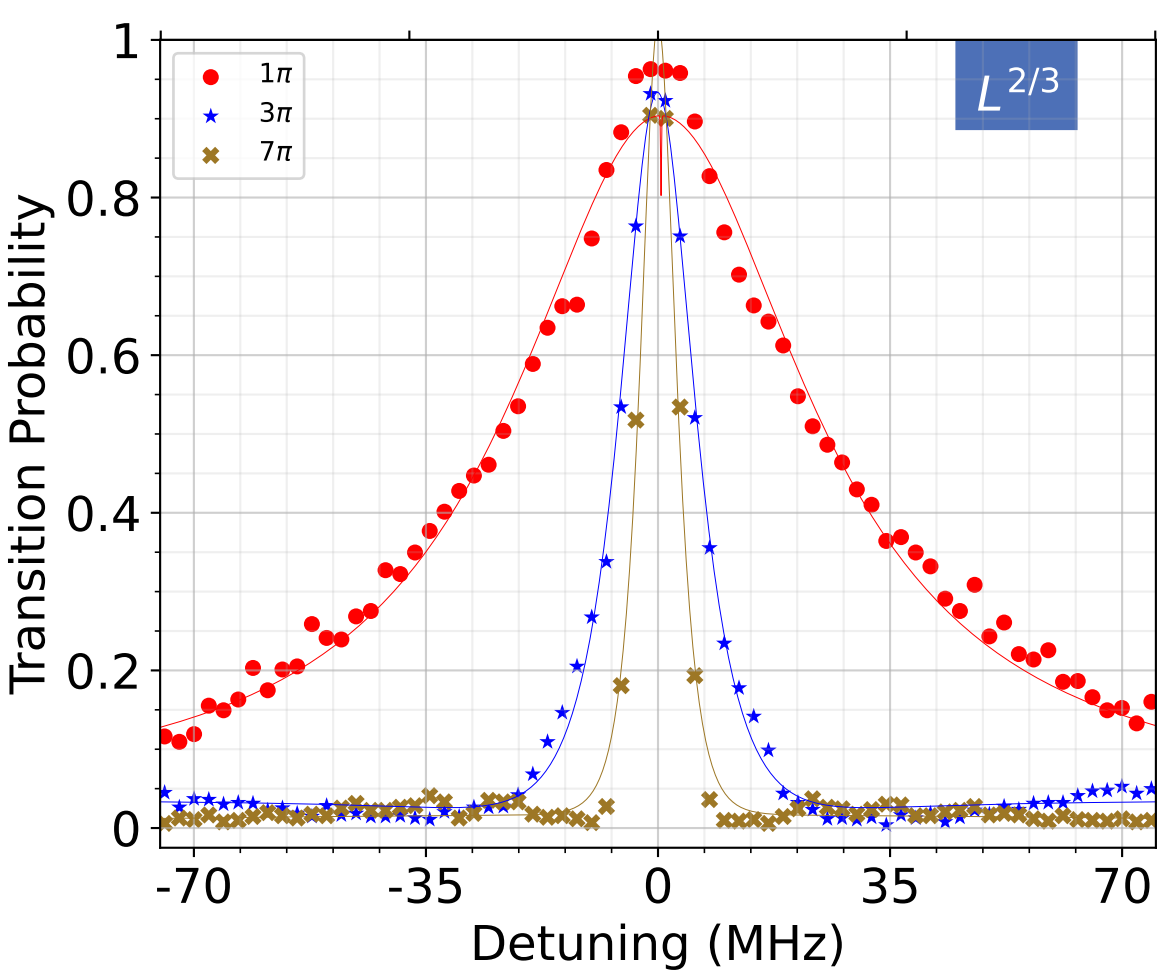 1π
3π
7π
L^2/3
Transition Probability
1
0.8
0.6
0.4
0.2
0
-70 -35 0 35 70
Detuning (MHz)